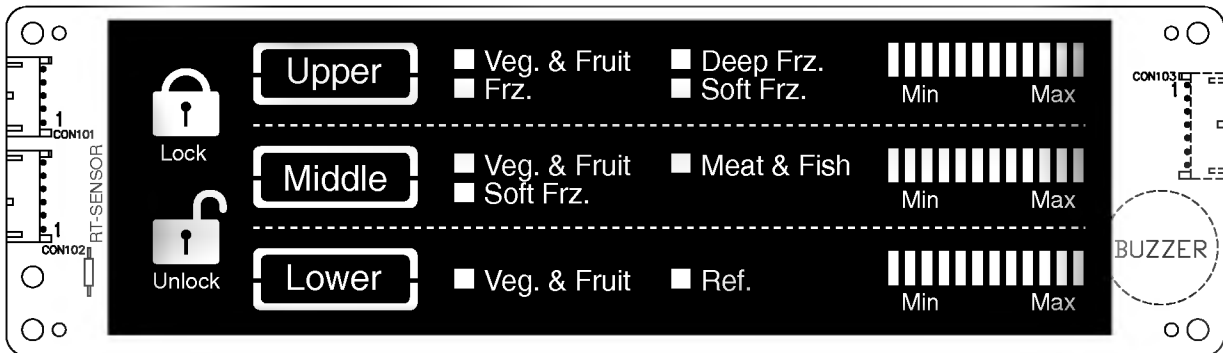 CON101
1
RT-SENSOR
CON102
1
Lock
Unlock
Upper
Veg. & Fruit
Deep Frz.
Frz.
Soft Frz.
Min
Max
Middle
Veg. & Fruit
Meat & Fish
Soft Frz.
Min
Max
Lower
Veg. & Fruit
Ref.
Min
Max
CON103
1
BUZZER